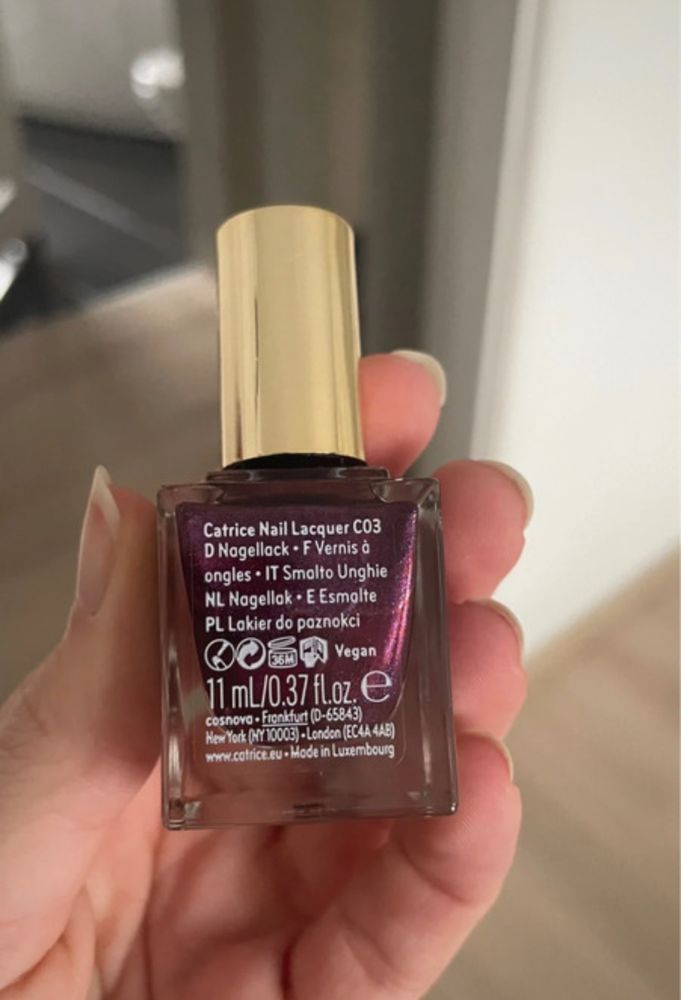 Catrice Nail Lacquer C03
D Nagellack • F Vernis à
ongles • IT Smalto Unghie
NL Nagellak • E Esmalte
PL Lakier do paznokci
36M Vegan
11 mL/0.37 fl.oz. ℮
cosnova • Frankfurt (D-65843)
New York (NY 10003) • London (EC4A 4AB)
www.catrice.eu • Made in Luxembourg